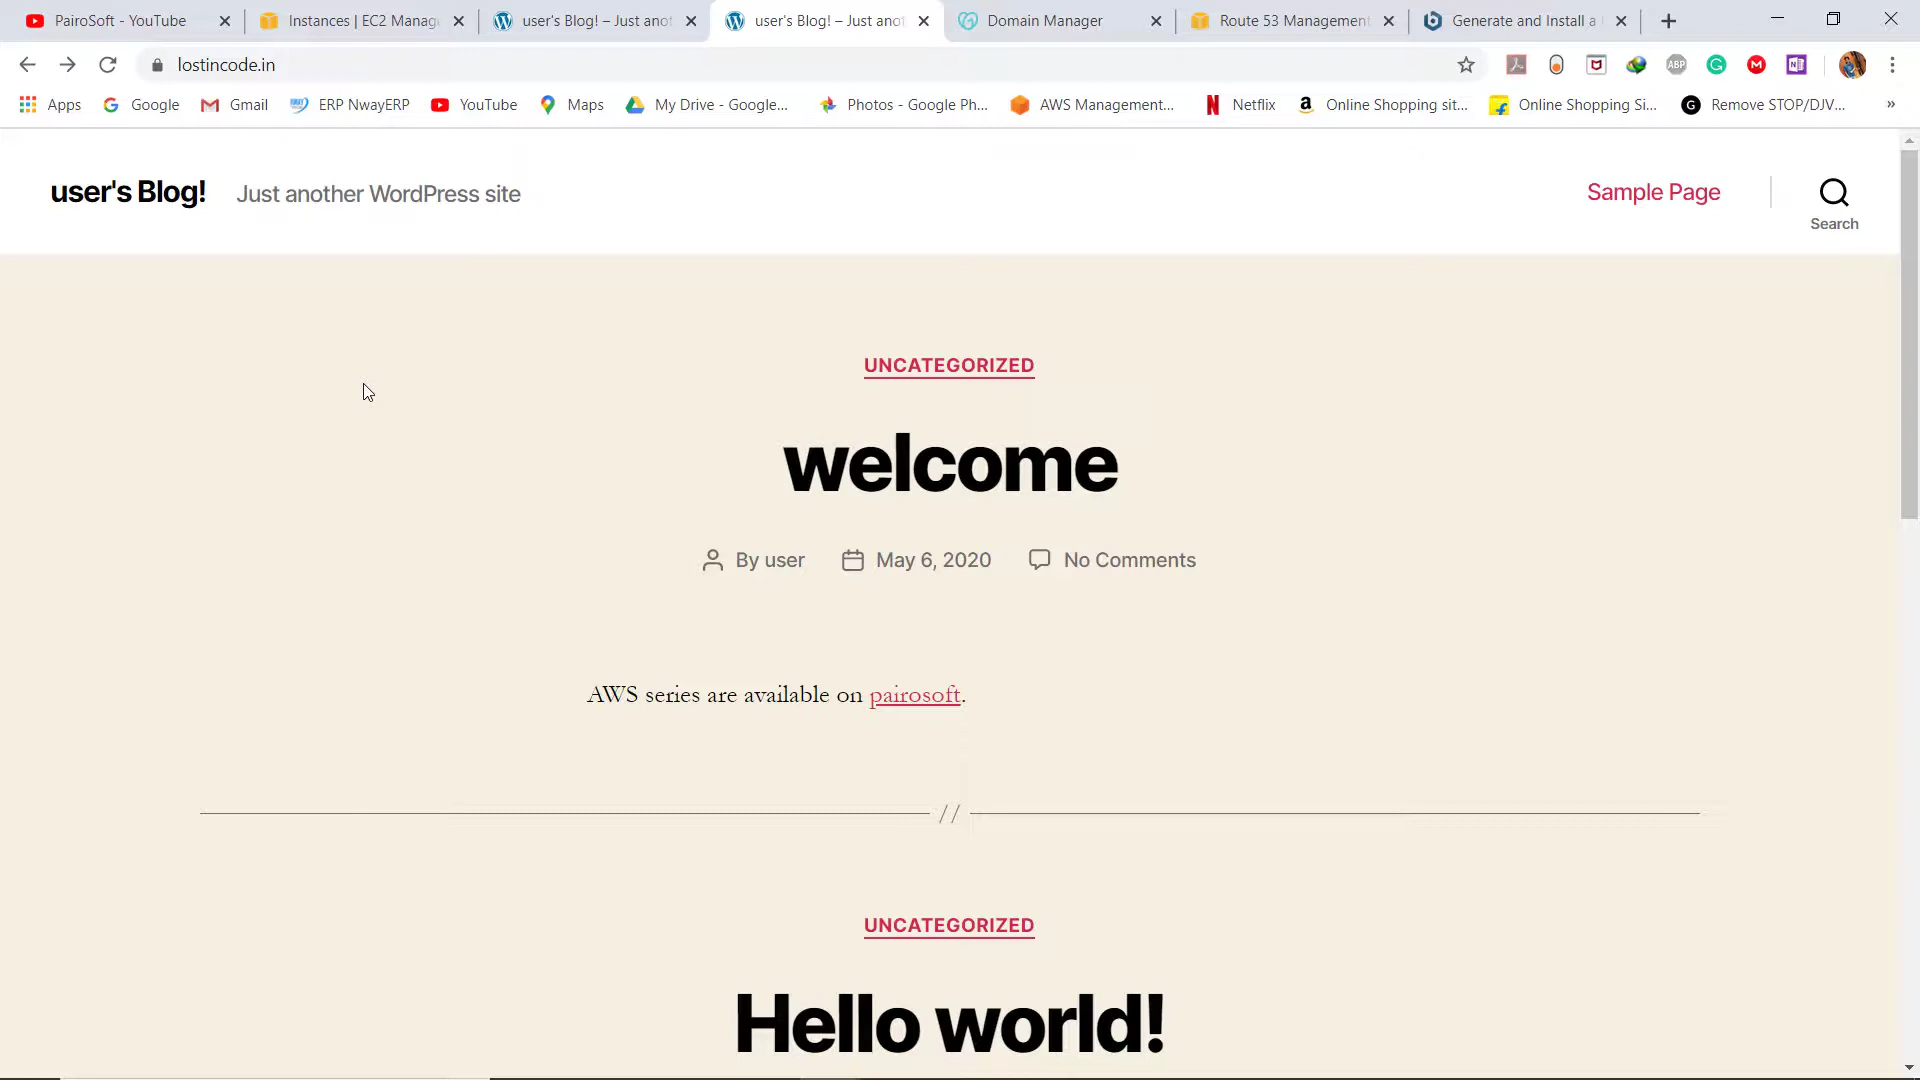 PairoSoft - YouTube
Instances | EC2 Manag
user's Blog! – Just anot
user's Blog! – Just anot
Domain Manager
Route 53 Management
Generate and Install a
lostincode.in
ABP
Apps
Google
Gmail
ERP NwayERP
YouTube
Maps
My Drive - Google...
Photos - Google Ph...
AWS Management...
Netflix
Online Shopping sit...
Online Shopping Si...
Remove STOP/DJV...
»
user's Blog!
Just another WordPress site
Sample Page
Search
UNCATEGORIZED
welcome
By user
May 6, 2020
No Comments
AWS series are available on pairosoft.
//
UNCATEGORIZED
Hello world!